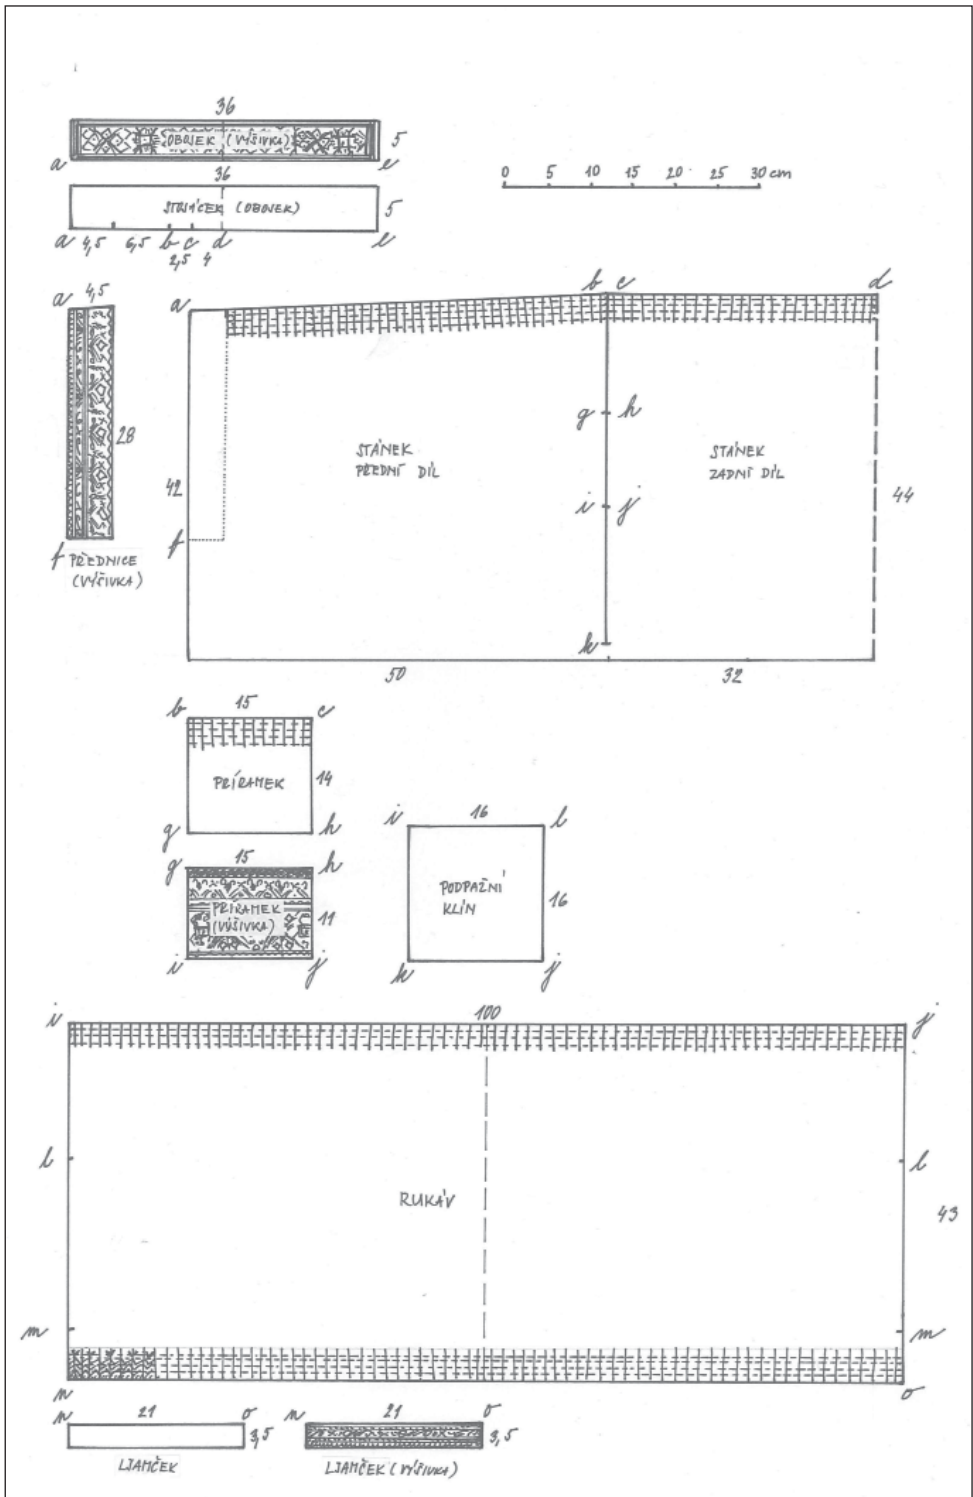 36
OBOJEK (VÝŠIVKA)
5
a
e
36
STOJÁČEK (OBOJEK)
5
a 4,5 6,5 b c d e
2,5 4
0 5 10 12 15 20 25 30 cm
a 4,5
28
f PŘEDNICE
(VÝŠIVKA)
a
b c
d
g h
i j
k
STÁNEK
PŘEDNÍ DÍL
STÁNEK
ZADNÍ DÍL
42
f
44
50
32
b 15 c
PŘÍRAMEK
14
g h
g 15 h
PŘÍRAMEK
(VÝŠIVKA)
11
i j
i 16 l
PODPAŽNÍ
KLÍN
16
k j
i 100 j
l l
RUKÁV
43
m m
n o
n 21 o
3,5
LJAMČEK
n 21 o
3,5
LJAMČEK (VÝŠIVKA)